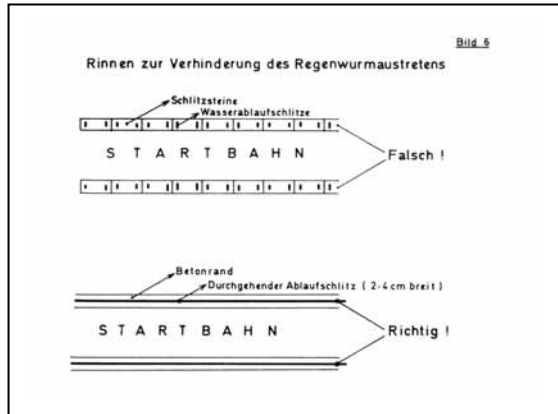 Bild 6
Rinnen zur Verhinderung des Regenwurmaustretens
Schlitzsteine
Wasserablaufschlitze
S T A R T B A H N
Falsch !
Betonrand
Durchgehender Ablaufschlitz ( 2-4 cm breit )
S T A R T B A H N
Richtig !